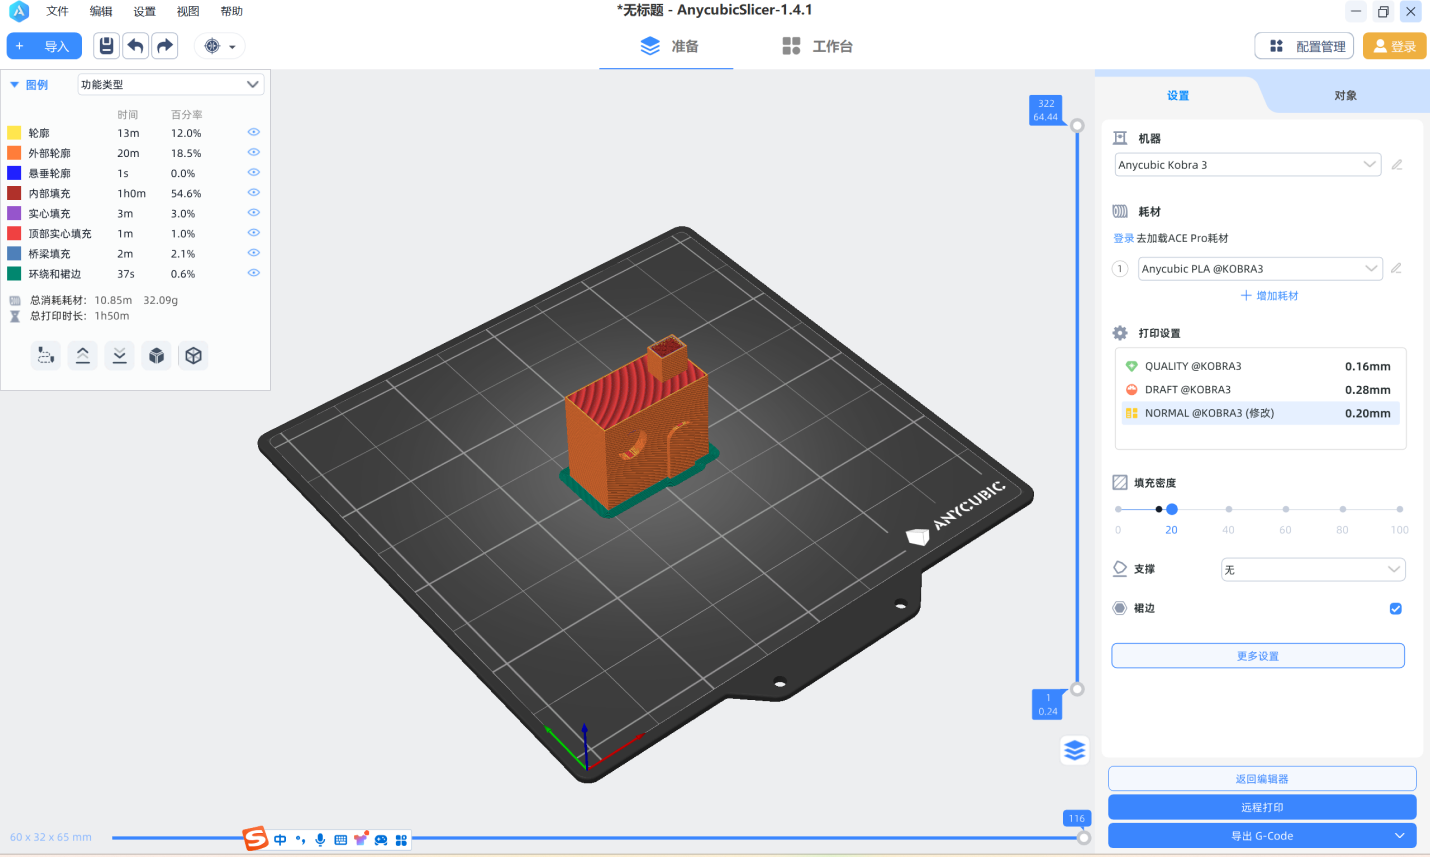 文件 编辑 设置 视图 帮助
*无标题 - AnycubicSlicer-1.4.1
+ 导入
准备
工作台
配置管理
登录
图例
功能类型
时间 百分率
轮廓 13m 12.0%
外部轮廓 20m 18.5%
悬垂轮廓 1s 0.0%
内部填充 1h0m 54.6%
实心填充 3m 3.0%
顶部实心填充 1m 1.0%
桥梁填充 2m 2.1%
环绕和裙边 37s 0.6%
总消耗耗材: 10.85m 32.09g
总打印时长: 1h50m
322
64.44
ANYCUBIC
1
0.24
116
60 x 32 x 65 mm
中
设置
对象
机器
Anycubic Kobra 3
耗材
登录 去加载ACE Pro耗材
1 Anycubic PLA @KOBRA3
+ 增加耗材
打印设置
QUALITY @KOBRA3 0.16mm
DRAFT @KOBRA3 0.28mm
NORMAL @KOBRA3 (修改) 0.20mm
填充密度
0 20 40 60 80 100
支撑 无
裙边
更多设置
返回编辑器
远程打印
导出 G-Code